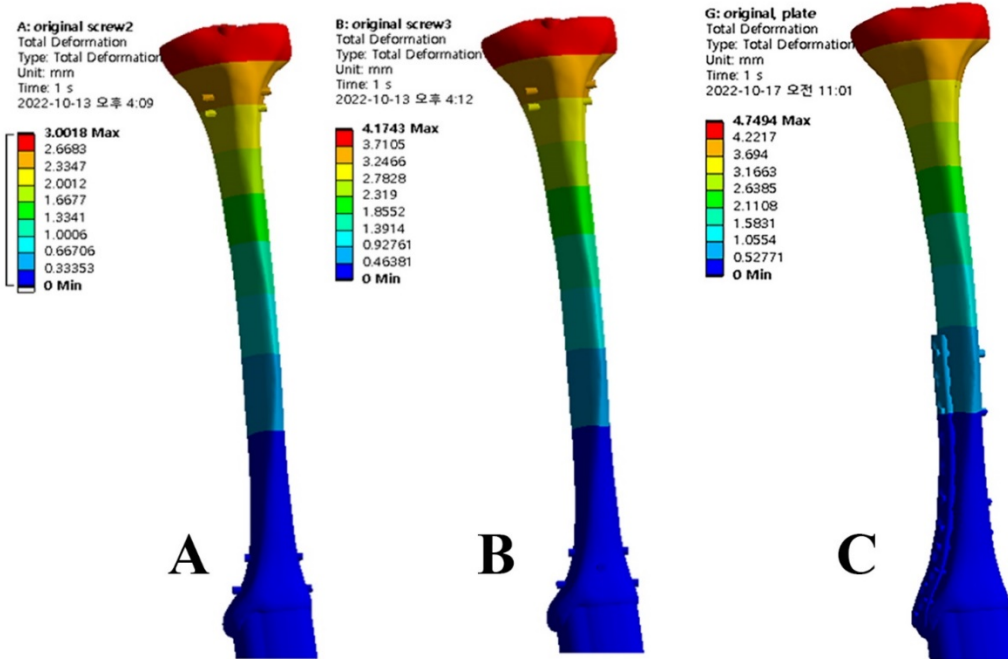 A: original screw2
Total Deformation
Type: Total Deformation
Unit: mm
Time: 1 s
2022-10-13 오후 4:09
3.0018 Max
2.6683
2.3347
2.0012
1.6677
1.3341
1.0006
0.66706
0.33353
0 Min
A
B: original screw3
Total Deformation
Type: Total Deformation
Unit: mm
Time: 1 s
2022-10-13 오후 4:12
4.1743 Max
3.7105
3.2466
2.7828
2.319
1.8552
1.3914
0.92761
0.46381
0 Min
B
G: original, plate
Total Deformation
Type: Total Deformation
Unit: mm
Time: 1 s
2022-10-17 오전 11:01
4.7494 Max
4.2217
3.694
3.1663
2.6385
2.1108
1.5831
1.0554
0.52771
0 Min
C